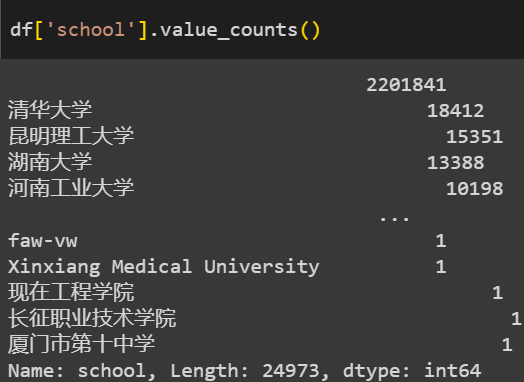 df['school'].value_counts()
2201841
清华大学 18412
昆明理工大学 15351
湖南大学 13388
河南工业大学 10198
...
faw-vw 1
Xinxiang Medical University 1
现在工程学院 1
长征职业技术学院 1
厦门市第十中学 1
Name: school, Length: 24973, dtype: int64